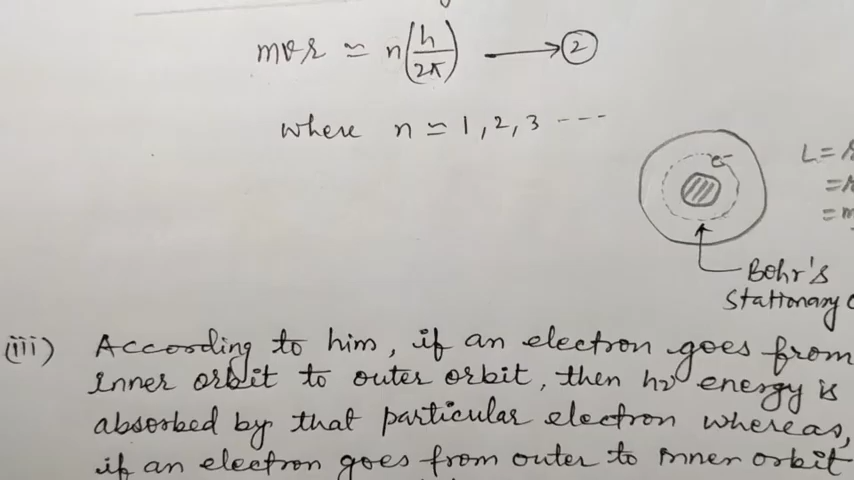 mvr ≃ n(h/2π) ⟶ ②
where n ≃ 1, 2, 3 ----
e-
L =
=
=
Bohr's
Stationary
(iii) According to him, if an electron goes from
inner orbit to outer orbit, then hν energy is
absorbed by that particular electron whereas,
if an electron goes from outer to inner orbit